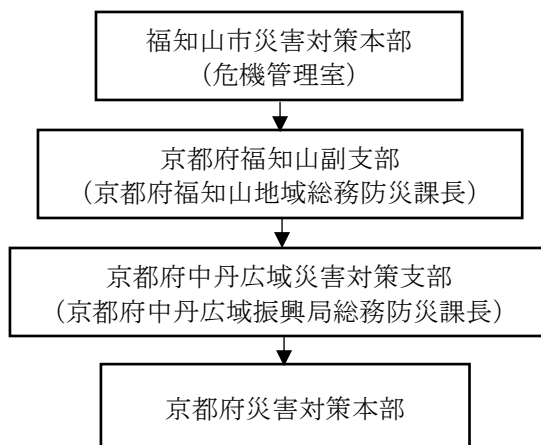 福知山市災害対策本部
（危機管理室）
京都府福知山副支部
（京都府福知山地域総務防災課長）
京都府中丹広域災害対策支部
（京都府中丹広域振興局総務防災課長）
京都府災害対策本部